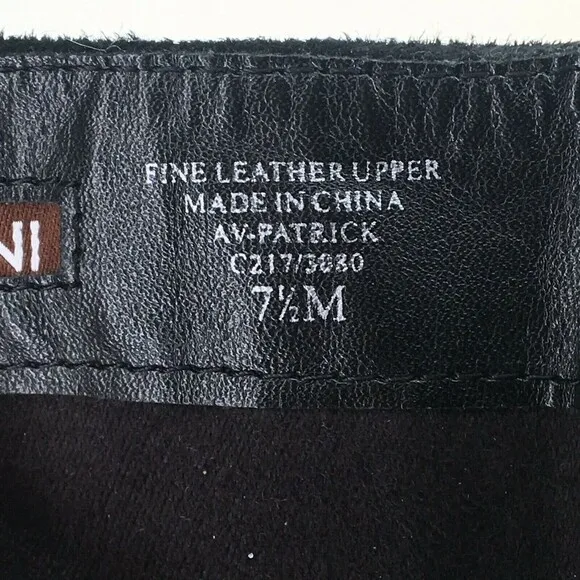 FINE LEATHER UPPER
MADE IN CHINA
AV-PATRICK
C217/3080
7½M
NI